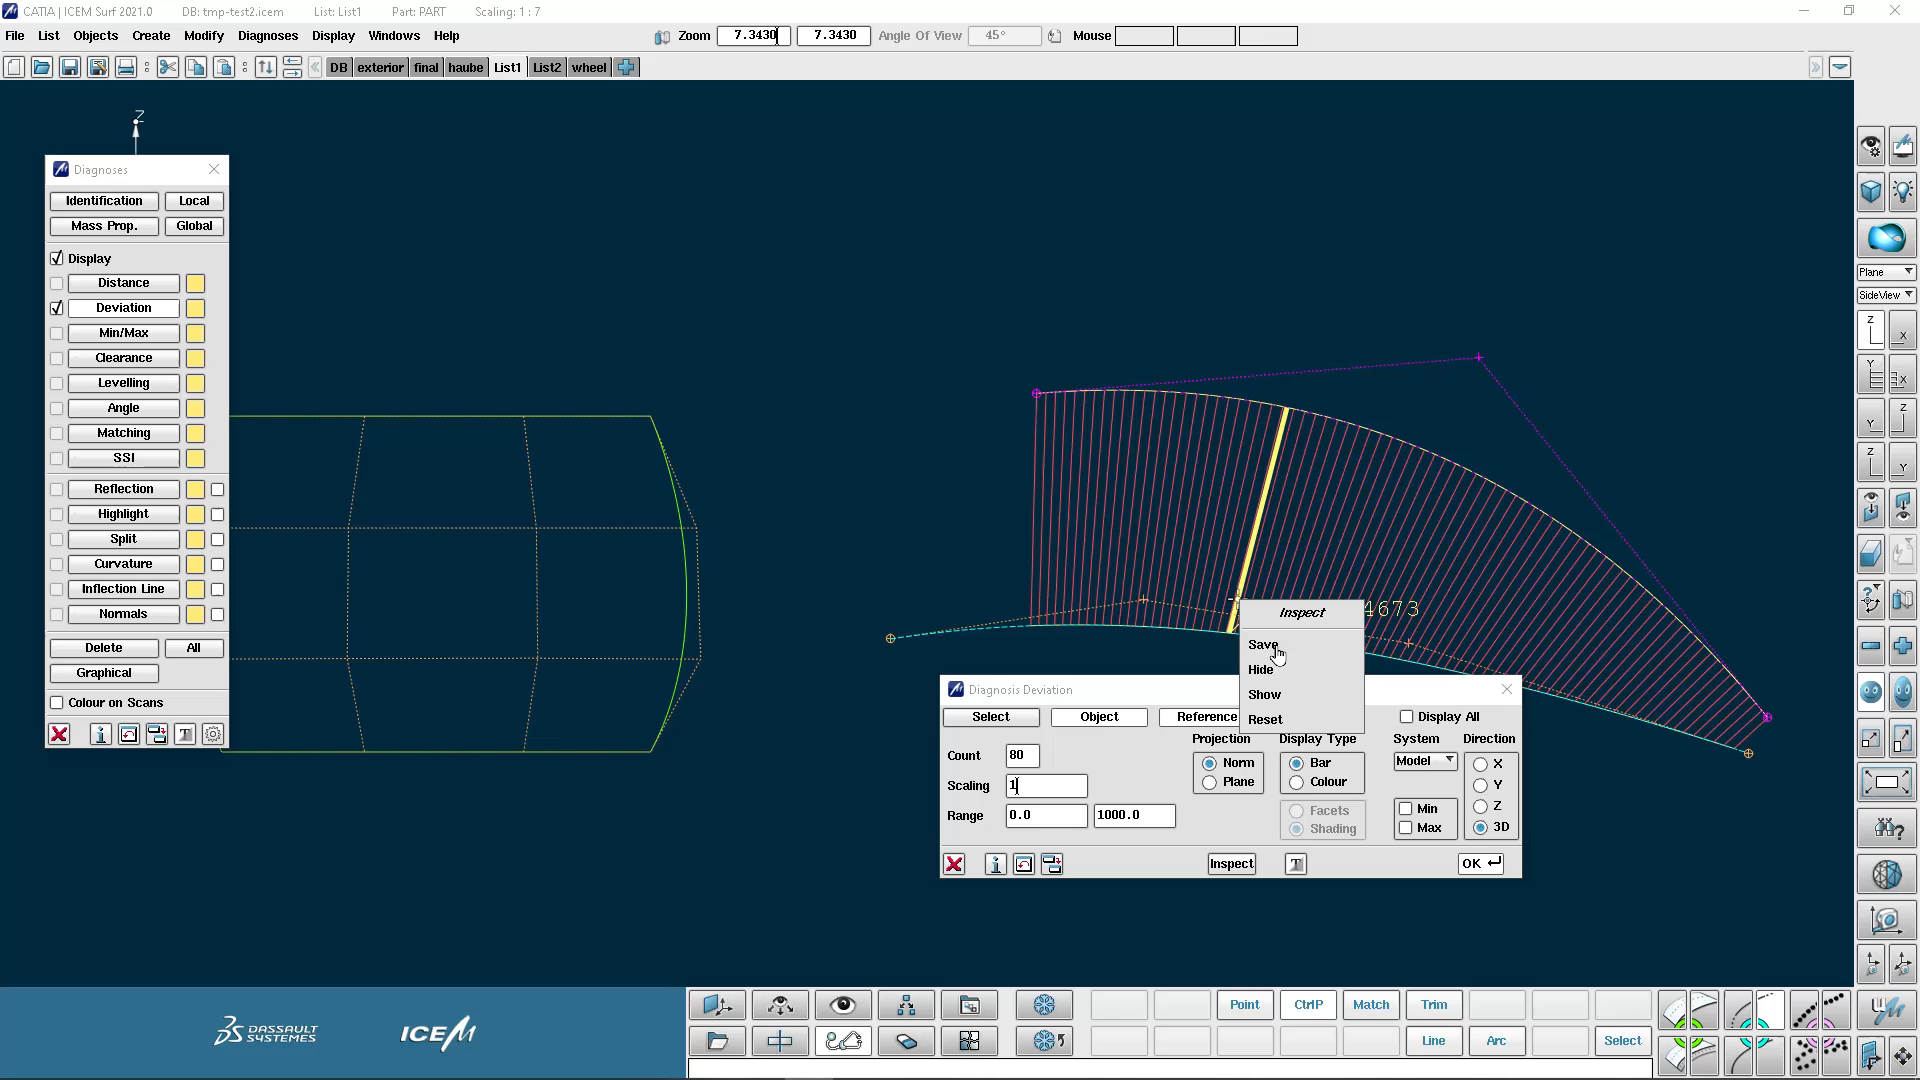 CATIA | ICEM Surf 2021.0 DB: tmp-test2.icem List: List1 Part: PART Scaling: 1 : 7
File List Objects Create Modify Diagnoses Display Windows Help Zoom 7.3430 7.3430 Angle Of View 45° Mouse
DB exterior final haube List1 List2 wheel
Z
Diagnoses
Identification Local
Mass Prop. Global
Display
Distance
Deviation
Min/Max
Clearance
Levelling
Angle
Matching
SSI
Reflection
Highlight
Split
Curvature
Inflection Line
Normals
Delete All
Graphical
Colour on Scans
4673
Inspect
Save
Hide
Show
Reset
Diagnosis Deviation
Select Object Reference Display All
Projection Display Type System Direction
Count 80 Norm Bar Model X
Scaling 1 Plane Colour Y
Range 0.0 1000.0 Facets Min Z
Shading Max 3D
Inspect T OK
Plane
SideView
Z
X
Y
X
Z
Y
Z
Y
DASSAULT SYSTEMES ICEM
Point CtrlP Match Trim
Line Arc Select